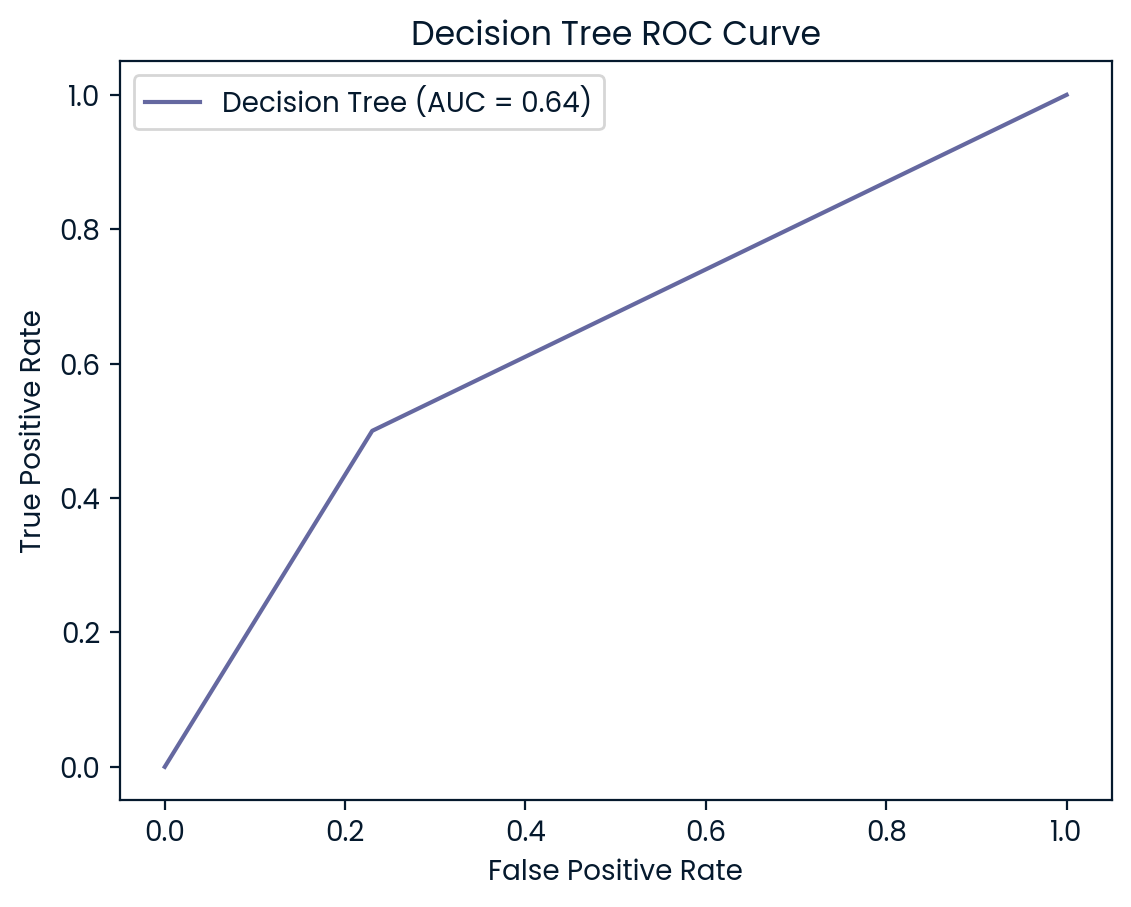 Decision Tree ROC Curve
Decision Tree (AUC = 0.64)
True Positive Rate
1.0
0.8
0.6
0.4
0.2
0.0
0.0 0.2 0.4 0.6 0.8 1.0
False Positive Rate